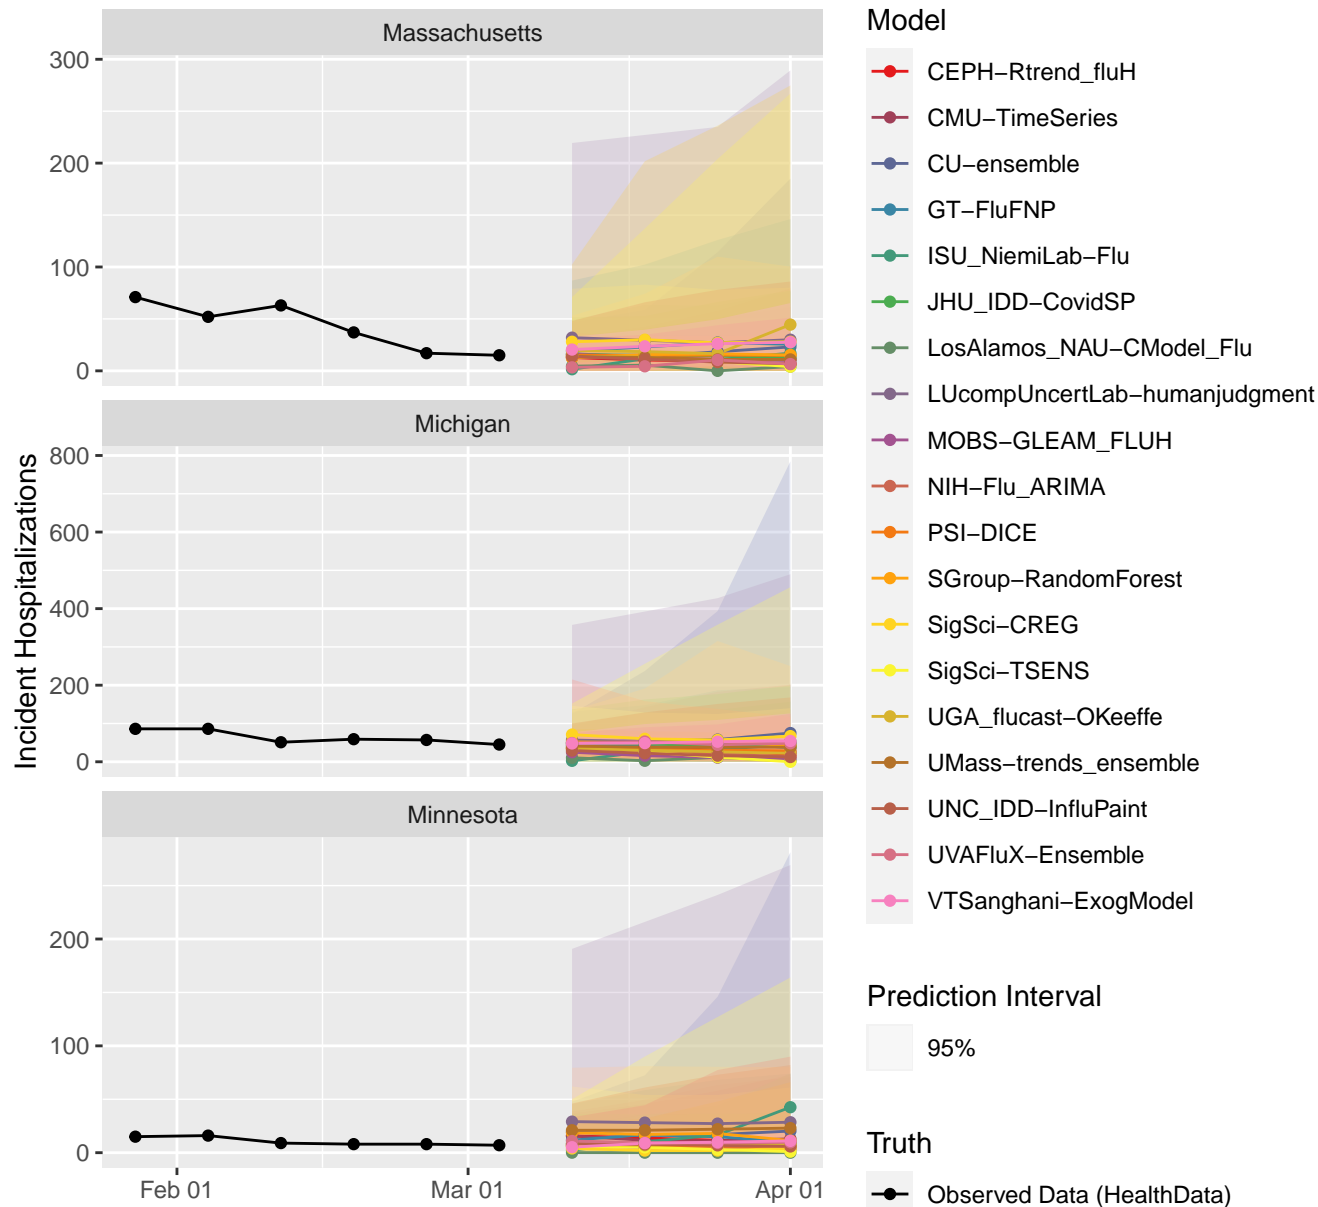 Massachusetts
300
200
100
0
Michigan
800
600
400
200
0
Minnesota
200
100
0
Feb 01
Mar 01
Apr 01
Incident Hospitalizations
Model
CEPH−Rtrend_fluH
CMU−TimeSeries
CU−ensemble
GT−FluFNP
ISU_NiemiLab−Flu
JHU_IDD−CovidSP
LosAlamos_NAU−CModel_Flu
LUcompUncertLab−humanjudgment
MOBS−GLEAM_FLUH
NIH−Flu_ARIMA
PSI−DICE
SGroup−RandomForest
SigSci−CREG
SigSci−TSENS
UGA_flucast−OKeeffe
UMass−trends_ensemble
UNC_IDD−InfluPaint
UVAFluX−Ensemble
VTSanghani−ExogModel
Prediction Interval
95%
Truth
Observed Data (HealthData)